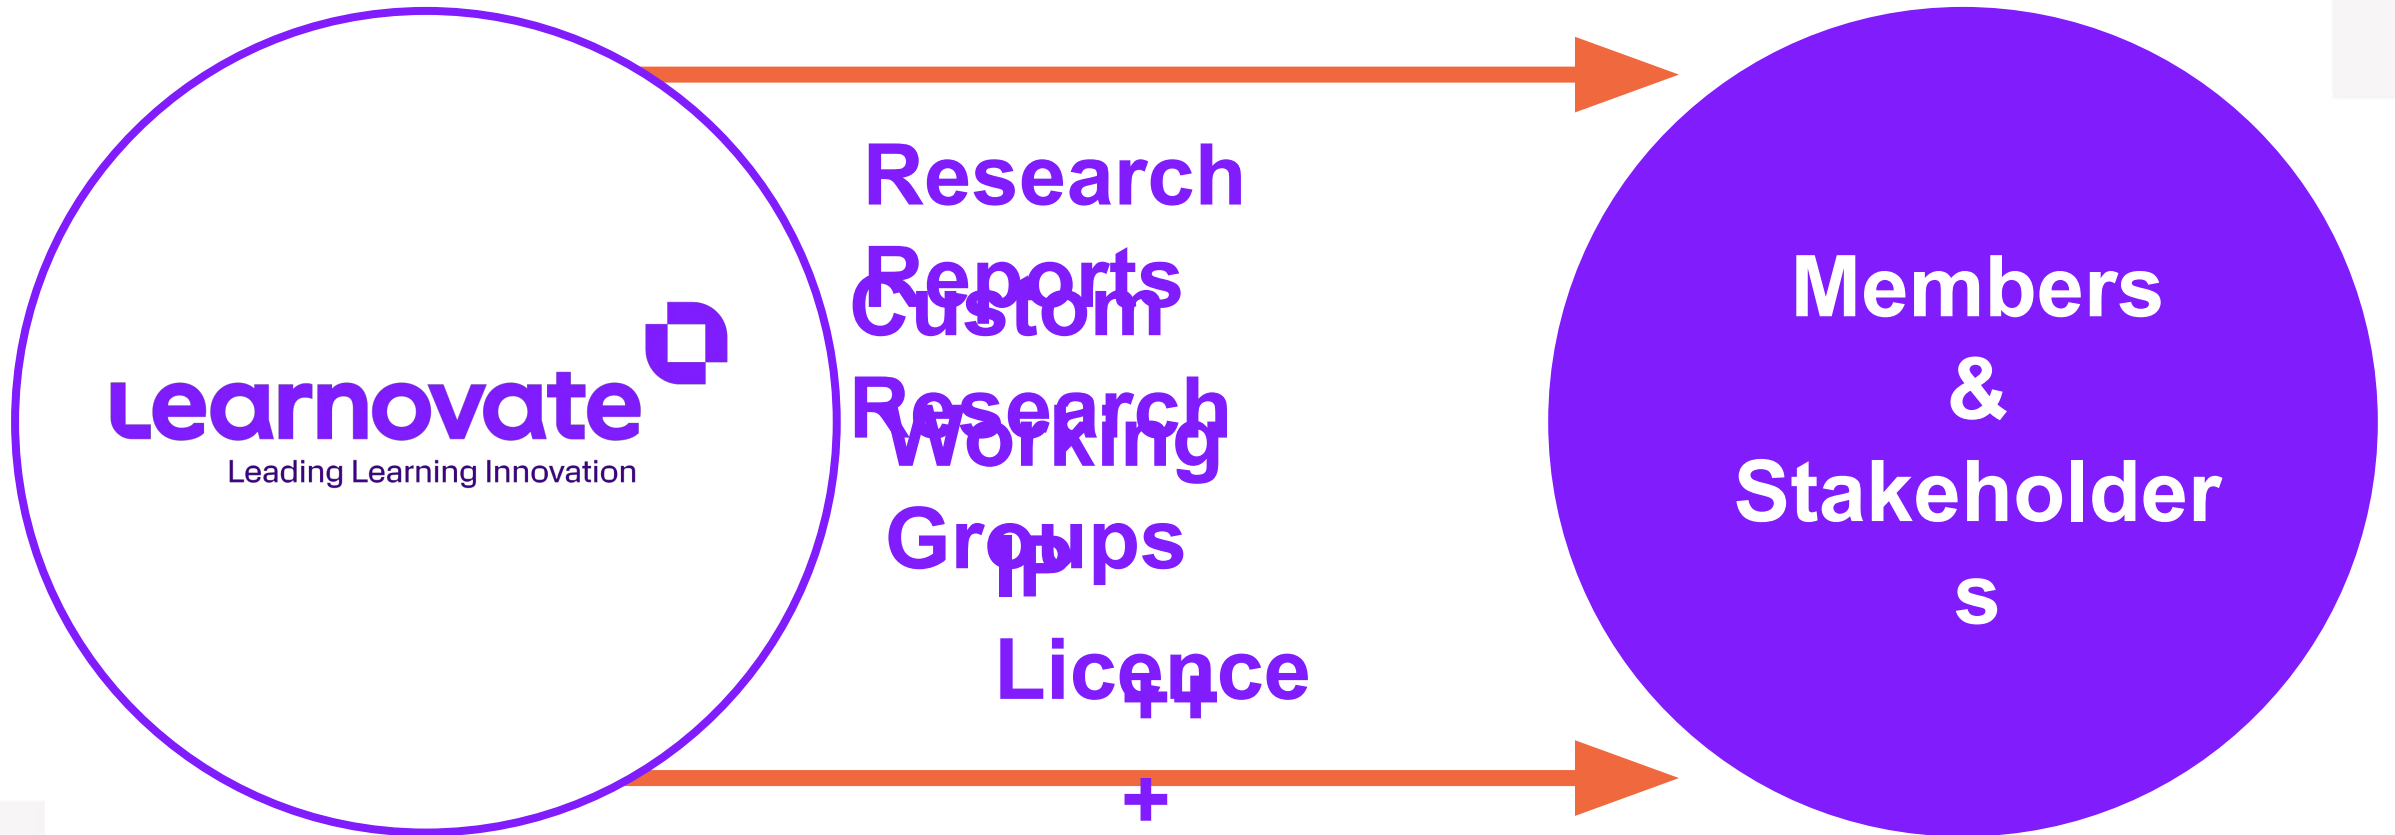 Learnovate
Leading Learning Innovation
Research
Reports
Custom
Research
Working
Groups
IP
Licence
++
+
Members
&
Stakeholder
s